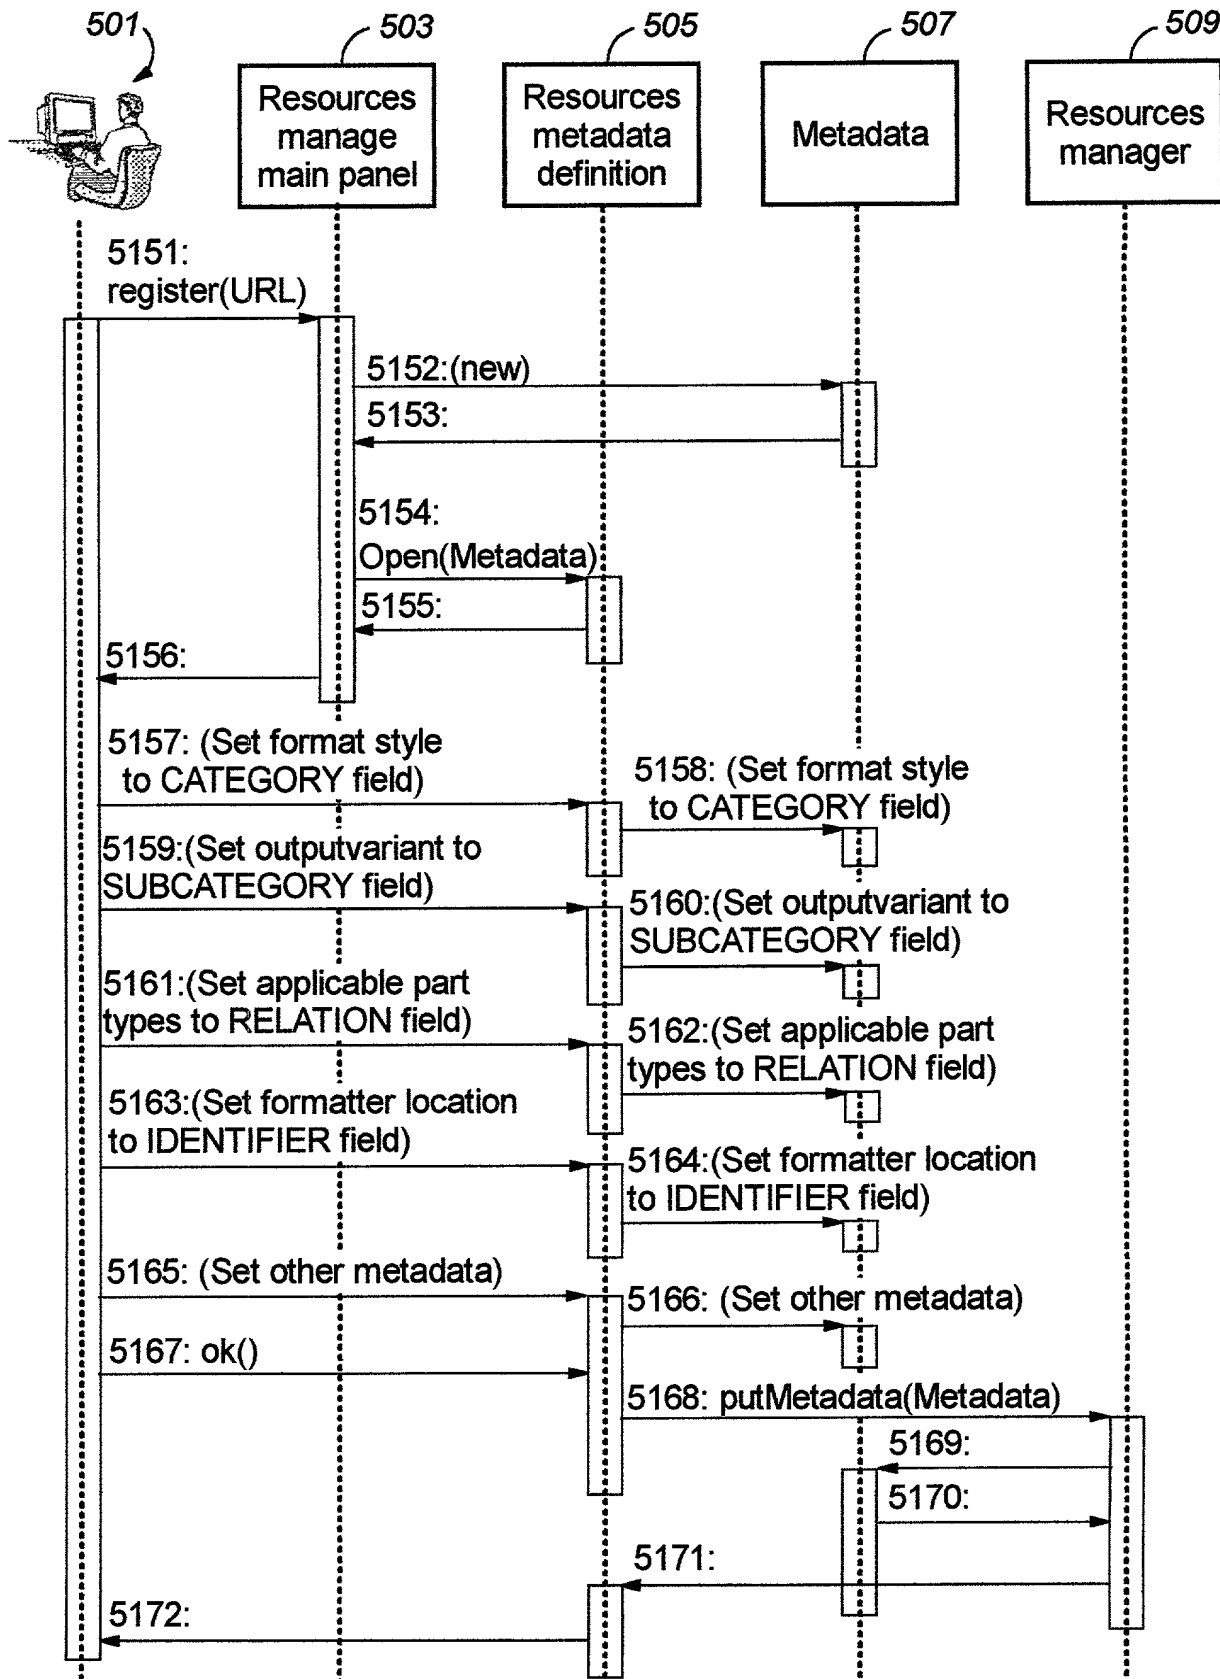 501
503
505
507
509
Resources
manage
main panel
Resources
metadata
definition
Metadata
Resources
manager
5151:
register(URL)
5152:(new)
5153:
5154:
Open(Metadata)
5155:
5156:
5157: (Set format style
to CATEGORY field)
5158: (Set format style
to CATEGORY field)
5159:(Set outputvariant to
SUBCATEGORY field)
5160:(Set outputvariant to
SUBCATEGORY field)
5161:(Set applicable part
types to RELATION field)
5162:(Set applicable part
types to RELATION field)
5163:(Set formatter location
to IDENTIFIER field)
5164:(Set formatter location
to IDENTIFIER field)
5165: (Set other metadata)
5166: (Set other metadata)
5167: ok()
5168: putMetadata(Metadata)
5169:
5170:
5171:
5172: